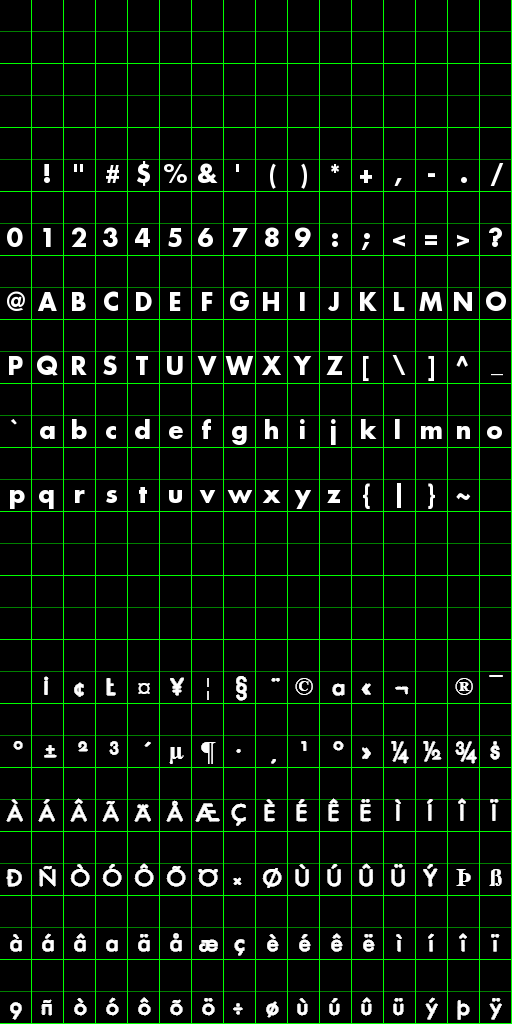 ! " # $ % & ' ( ) * + , - . /
0 1 2 3 4 5 6 7 8 9 : ; < = > ?
@ A B C D E F G H I J K L M N O
P Q R S T U V W X Y Z [ \ ] ^ _
` a b c d e f g h i j k l m n o
p q r s t u v w x y z { | } ~
¡ ¢ Ł ¤ ¥ ¦ § ¨ © a ‹ ¬ ® ¯
° ± ² ³ ´ µ ¶ · ¸ ¹ º › ¼ ½ ¾ ṩ
À Á Â Ã Ä Å Æ Ç È É Ê Ë Ì Í Î Ï
Ð Ñ Ò Ó Ô Õ Ö × Ø Ù Ú Û Ü Ý Þ ß
à á â ɑ ä å æ ç è é ê ë ì í î ï
9 ñ ò ó ô õ ö ÷ ø ù ú û ü ý þ ÿ